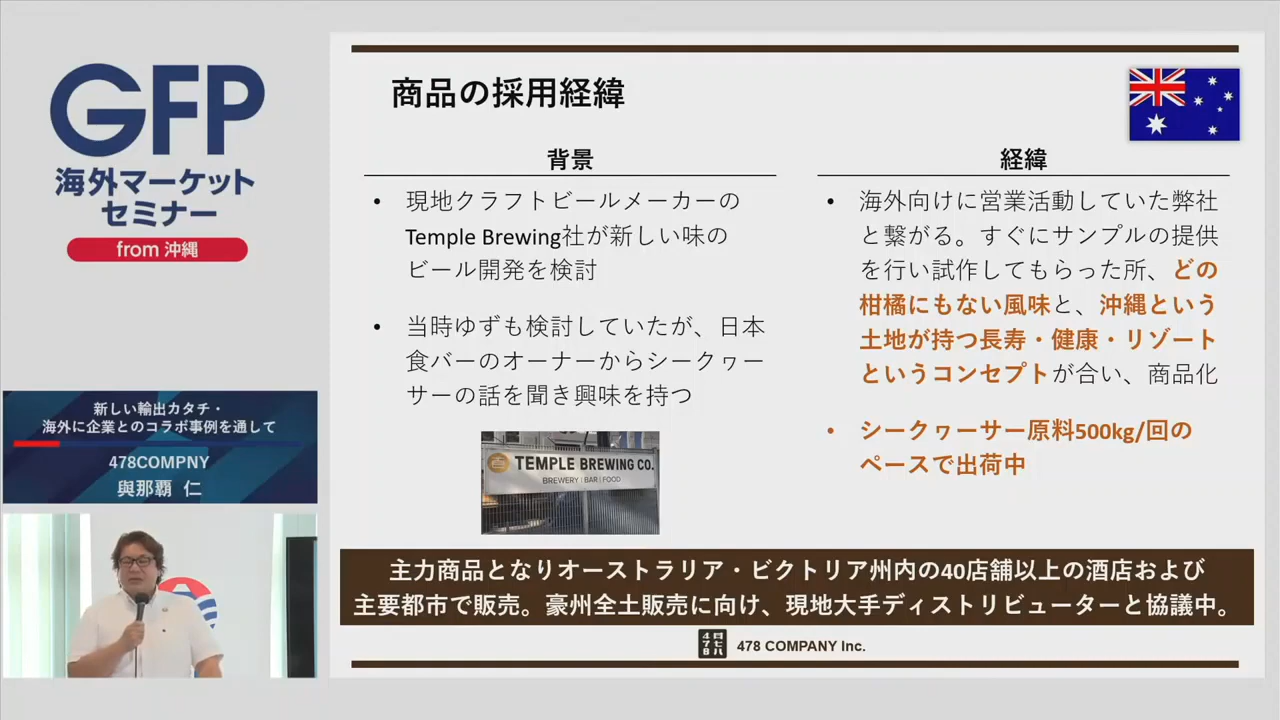 GFP
海外マーケット
セミナー
from 沖縄
新しい輸出カタチ・
海外に企業とのコラボ事例を通して
478COMPNY
與那覇 仁
商品の採用経緯
背景
• 現地クラフトビールメーカーの
Temple Brewing社が新しい味の
ビール開発を検討
• 当時ゆずも検討していたが、日本
食バーのオーナーからシークヮー
サーの話を聞き興味を持つ
TEMPLE BREWING CO.
BREWERY | BAR | FOOD
経緯
• 海外向けに営業活動していた弊社
と繋がる。すぐにサンプルの提供
を行い試作してもらった所、どの
柑橘にもない風味と、沖縄という
土地が持つ長寿・健康・リゾート
というコンセプトが合い、商品化
• シークヮーサー原料500kg/回の
ペースで出荷中
主力商品となりオーストラリア・ビクトリア州内の40店舗以上の酒店および
主要都市で販売。豪州全土販売に向け、現地大手ディストリビューターと協議中。
478 四七八
478 COMPANY Inc.